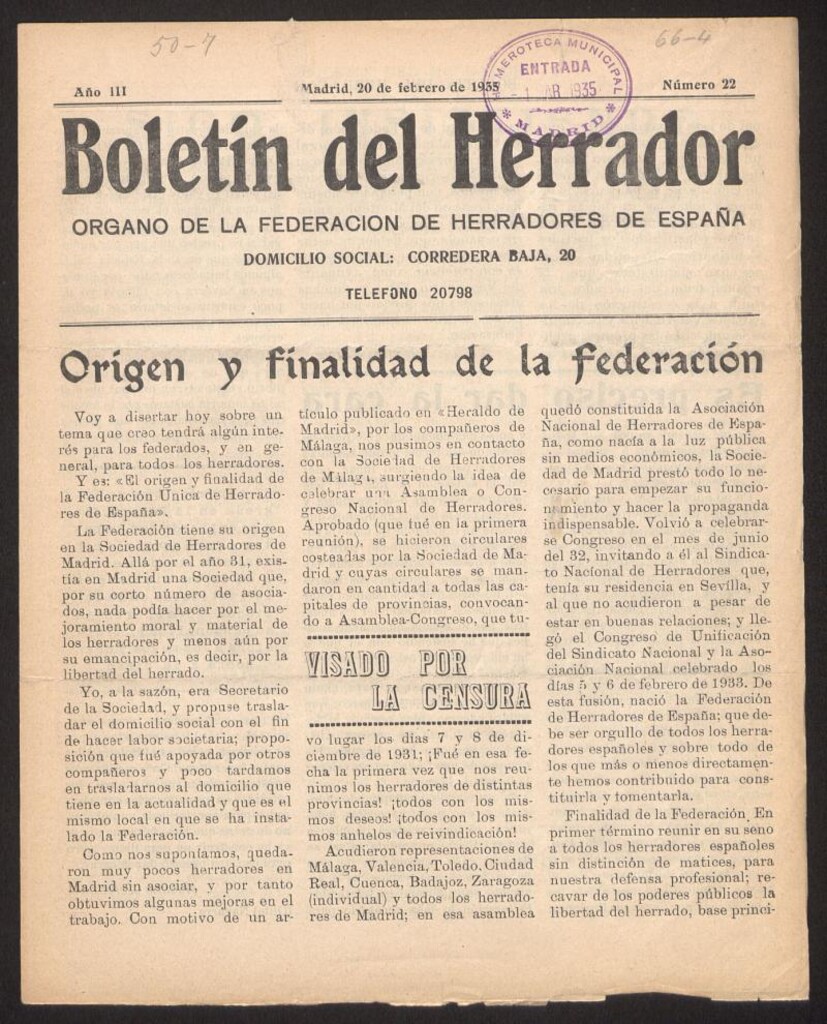 50-7
66-4
HEMEROTECA MUNICIPAL
ENTRADA
1935
* MADRID *
Año III
Madrid, 20 de febrero de 1935
Número 22
Boletín del Herrador
ORGANO DE LA FEDERACION DE HERRADORES DE ESPAÑA
DOMICILIO SOCIAL: CORREDERA BAJA, 20
TELEFONO 20798
Origen y finalidad de la Federación
Voy a disertar hoy sobre un
tema que creo tendrá algún inte-
rés para los federados, y en ge-
neral, para todos los herradores.
Y es: «El origen y finalidad de
la Federación Unica de Herrado-
res de España».
La Federación tiene su origen
en la Sociedad de Herradores de
Madrid. Allá por el año 31, exis-
tía en Madrid una Sociedad que,
por su corto número de asocia-
dos, nada podía hacer por el me-
joramiento moral y material de
los herradores y menos aún por
su emancipación, es decir, por la
libertad del herrado.
Yo, a la sazón, era Secretario
de la Sociedad, y propuse trasla-
dar el domicilio social con el fin
de hacer labor societaria; propo-
sición que fué apoyada por otros
compañeros y poco tardamos
en trasladarnos al domicilio que
tiene en la actualidad y que es el
mismo local en que se ha insta-
lado la Federación.
Como nos suponíamos, queda-
ron muy pocos herradores en
Madrid sin asociar, y por tanto
obtuvimos algunas mejoras en el
trabajo. Con motivo de un ar-
tículo publicado en «Heraldo de
Madrid», por los compañeros de
Málaga, nos pusimos en contacto
con la Sociedad de Herradores
de Málaga, surgiendo la idea de
celebrar una Asamblea o Con-
greso Nacional de Herradores.
Aprobado (que fué en la primera
reunión), se hicieron circulares
costeadas por la Sociedad de Ma-
drid y cuyas circulares se man-
daron en cantidad a todas las ca-
pitales de provincias, convocan-
do a Asamblea-Congreso, que tu-
VISADO POR
LA CENSURA
vo lugar los días 7 y 8 de di-
ciembre de 1931; ¡Fué en esa fe-
cha la primera vez que nos reu-
nimos los herradores de distintas
provincias! ¡todos con los mis-
mos deseos! ¡todos con los mis-
mos anhelos de reivindicación!
Acudieron representaciones de
Málaga, Valencia, Toledo, Ciudad
Real, Cuenca, Badajoz, Zaragoza
(individual) y todos los herrado-
res de Madrid; en esa asamblea
quedó constituida la Asociación
Nacional de Herradores de Espa-
ña, como nacía a la luz pública
sin medios económicos, la Socie-
dad de Madrid prestó todo lo ne-
cesario para empezar su funcio-
namiento y hacer la propaganda
indispensable. Volvió a celebrar-
se Congreso en el mes de junio
del 32, invitando a él al Sindica-
to Nacional de Herradores que,
tenía su residencia en Sevilla, y
al que no acudieron a pesar de
estar en buenas relaciones; y lle-
gó el Congreso de Unificación
del Sindicato Nacional y la Aso-
ciación Nacional celebrado los
días 5 y 6 de febrero de 1933. De
esta fusión, nació la Federación
de Herradores de España; que de-
be ser orgullo de todos los herra-
dores españoles y sobre todo de
los que más o menos directamen-
te hemos contribuido para cons-
tituirla y fomentarla.
Finalidad de la Federación. En
primer término reunir en su seno
a todos los herradores españoles
sin distinción de matices, para
nuestra defensa profesional; re-
cavar de los poderes públicos la
libertad del herrado, base princi-